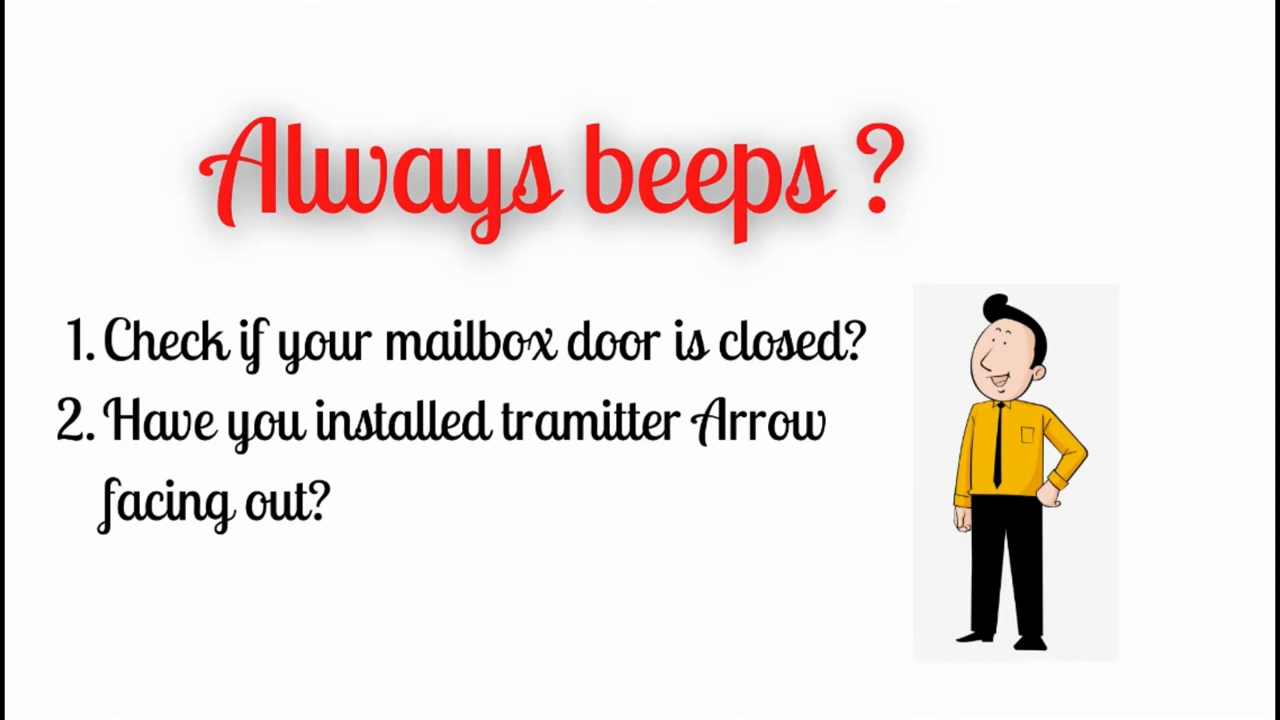 Always beeps ?
1. Check if your mailbox door is closed?
2. Have you installed tramitter Arrow
facing out?